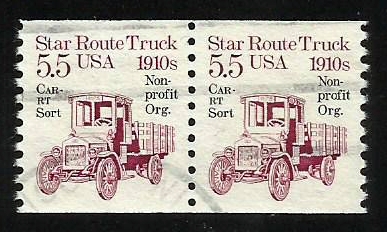 Star Route Truck
5.5 USA 1910s
CAR-
RT
Sort
Non-
profit
Org.
Star Route Truck
5.5 USA 1910s
CAR-
RT
Sort
Non-
profit
Org.